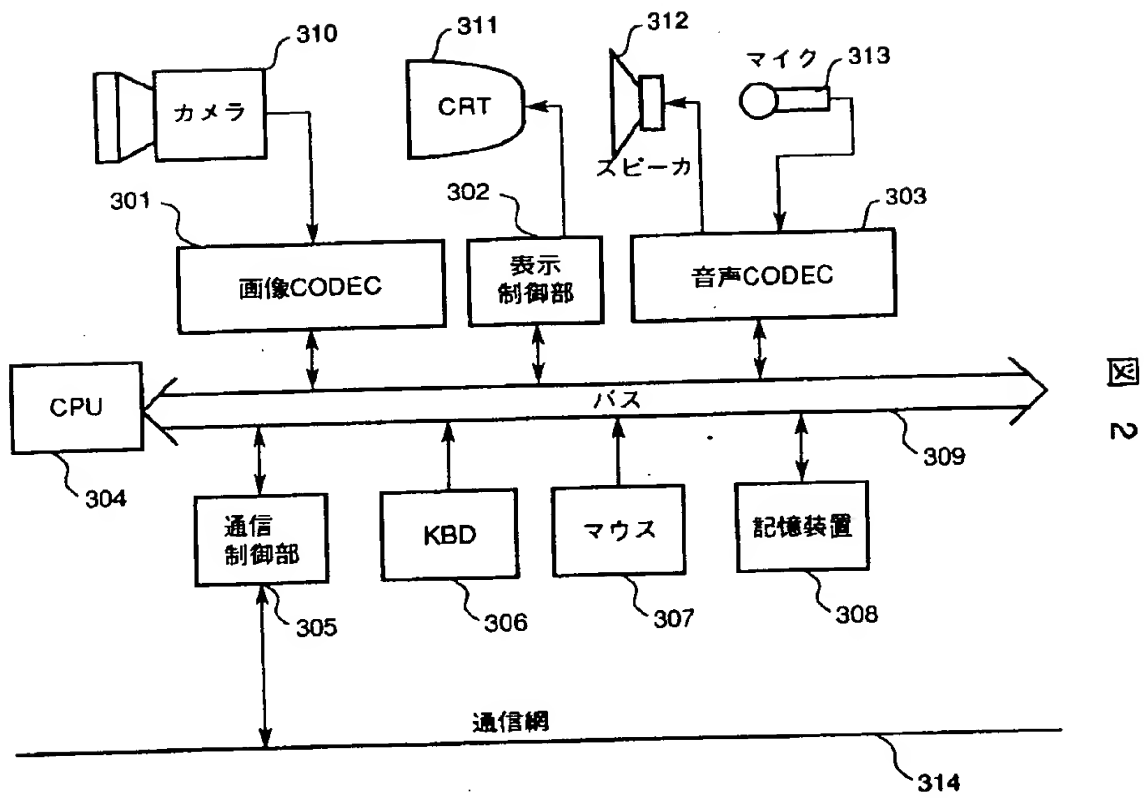 310
311
312
マイク
313
カメラ
CRT
スピーカ
301
302
303
画像CODEC
表示
制御部
音声CODEC
CPU
バス
図2
304
309
通信
制御部
KBD
マウス
記憶装置
305
306
307
308
通信網
314